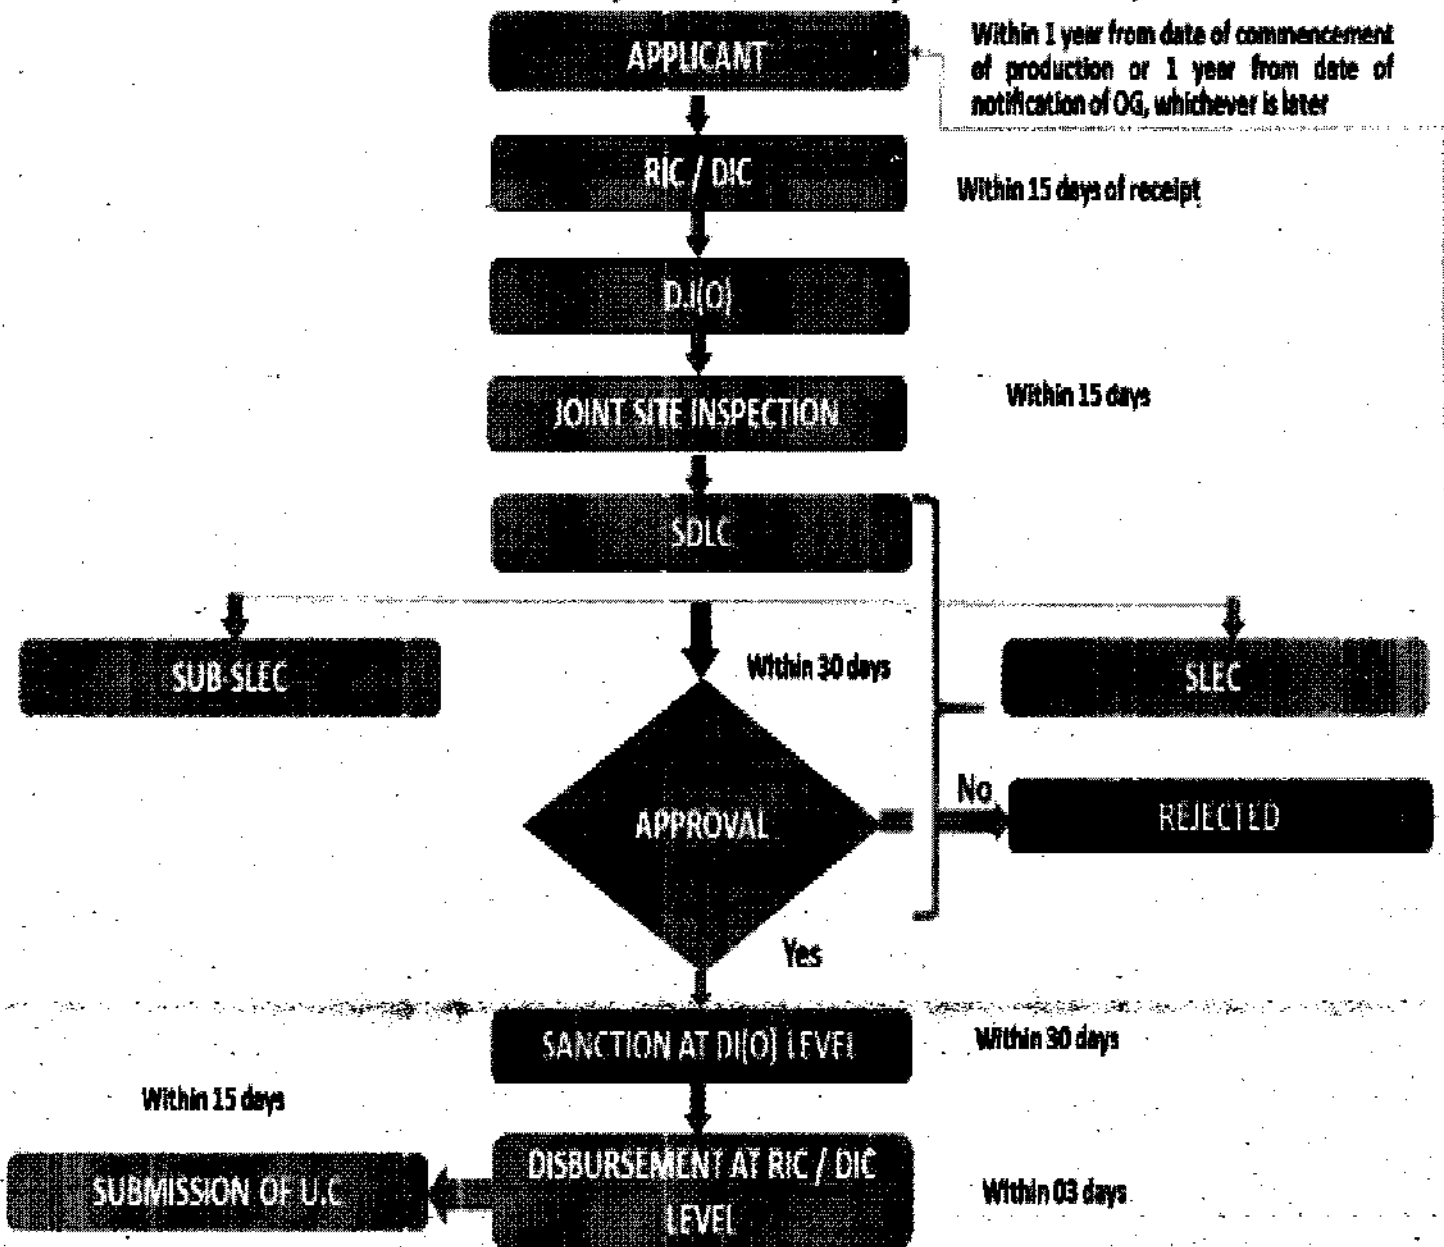 APPLICANT
Within 1 year from date of commencement
of production or 1 year from date of
notification of OG, whichever is later
RIC / DIC
Within 15 days of receipt
D.I(O)
JOINT SITE INSPECTION
Within 15 days
SDLC
SUB-SLEC
Within 30 days
SLEC
APPROVAL
No
REJECTED
Yes
SANCTION AT DI(O) LEVEL
Within 30 days
Within 15 days
SUBMISSION OF U.C
DISBURSEMENT AT RIC / DIC
LEVEL
Within 03 days